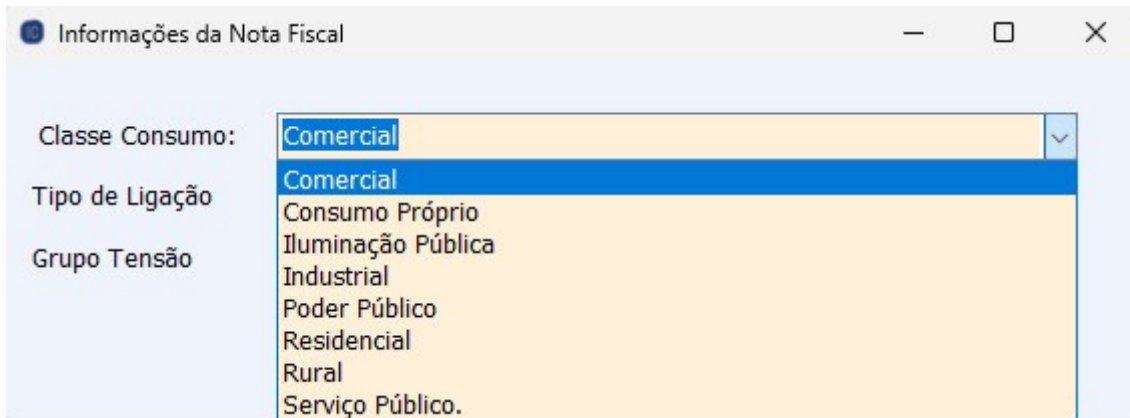 Informações da Nota Fiscal
Classe Consumo: Comercial
Comercial
Tipo de Ligação
Consumo Próprio
Iluminação Pública
Grupo Tensão
Industrial
Poder Público
Residencial
Rural
Serviço Público.